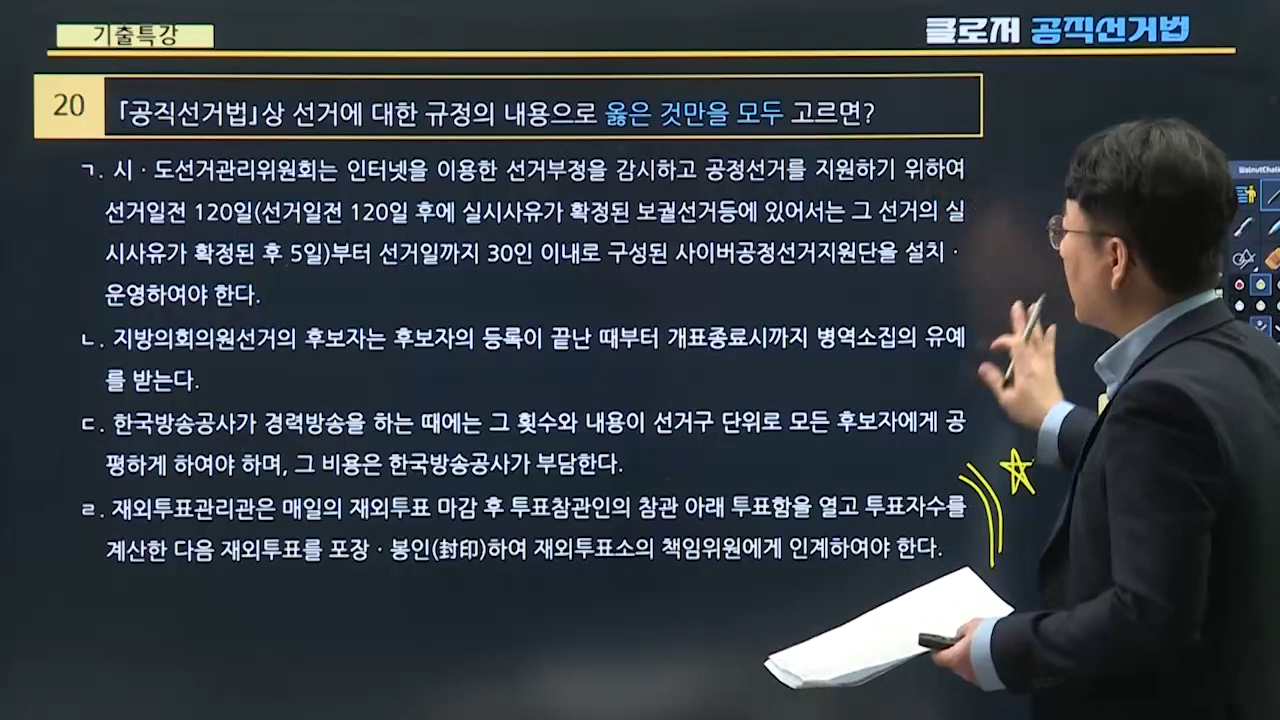 기출특강
클로저 공직선거법
20
「공직선거법」상 선거에 대한 규정의 내용으로 옳은 것만을 모두 고르면?
ㄱ. 시·도선거관리위원회는 인터넷을 이용한 선거부정을 감시하고 공정선거를 지원하기 위하여
선거일전 120일(선거일전 120일 후에 실시사유가 확정된 보궐선거등에 있어서는 그 선거의 실
시사유가 확정된 후 5일)부터 선거일까지 30인 이내로 구성된 사이버공정선거지원단을 설치·
운영하여야 한다.
ㄴ. 지방의회의원선거의 후보자는 후보자의 등록이 끝난 때부터 개표종료시까지 병역소집의 유예
를 받는다.
ㄷ. 한국방송공사가 경력방송을 하는 때에는 그 횟수와 내용이 선거구 단위로 모든 후보자에게 공
평하게 하여야 하며, 그 비용은 한국방송공사가 부담한다.
ㄹ. 재외투표관리관은 매일의 재외투표 마감 후 투표참관인의 참관 아래 투표함을 열고 투표자수를
계산한 다음 재외투표를 포장·봉인(封印)하여 재외투표소의 책임위원에게 인계하여야 한다.